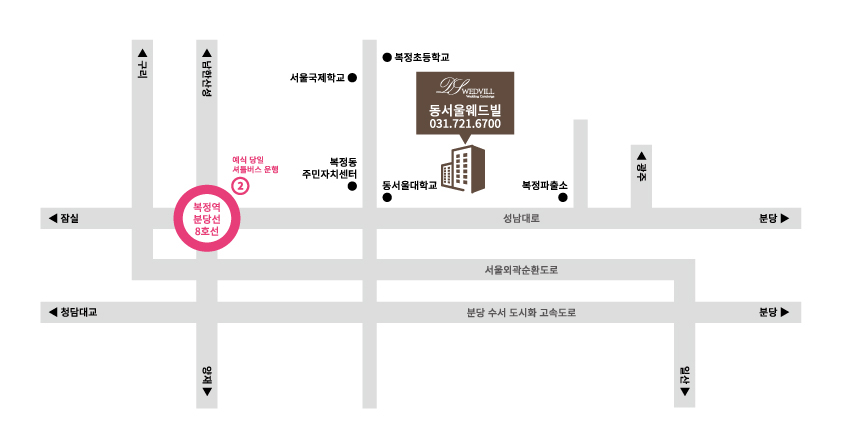 구리
남한산성
복정초등학교
서울국제학교
DS WEDVILL
Wedding Concierge
동서울웨드빌
031.721.6700
예식 당일
셔틀버스 운행
2
복정동
주민자치센터
동서울대학교
복정파출소
광주
잠실
복정역
분당선
8호선
성남대로
분당
서울외곽순환도로
청담대교
분당 수서 도시화 고속도로
분당
양재
일산